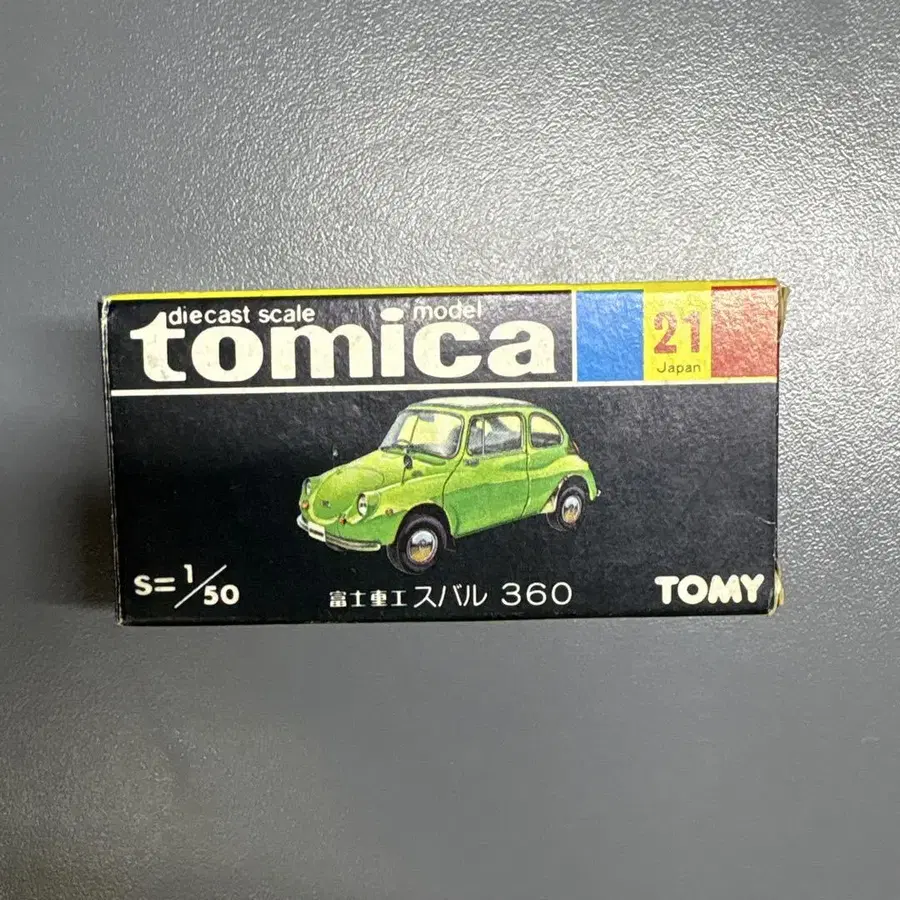 diecast scale model
tomica
21
Japan
S=1/50
富士重工 スバル 360
TOMY